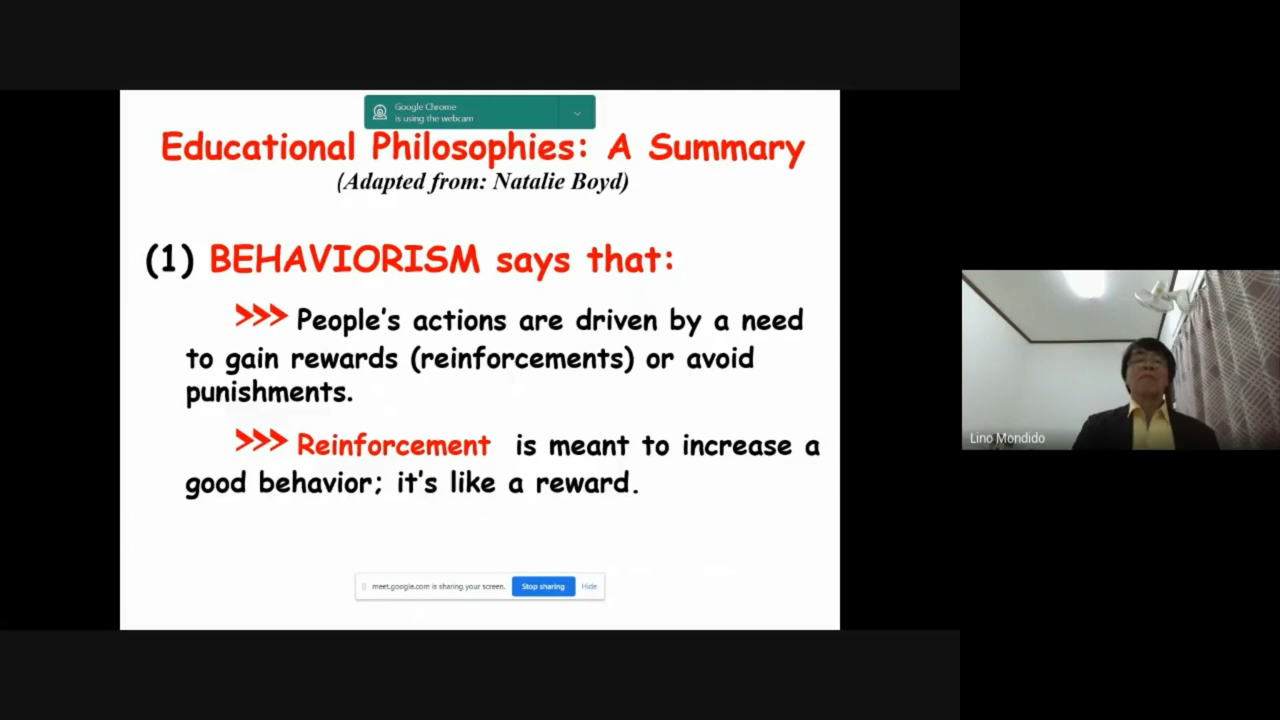 Google Chrome
is using the webcam
Educational Philosophies: A Summary
(Adapted from: Natalie Boyd)
(1) BEHAVIORISM says that:
>>> People's actions are driven by a need
to gain rewards (reinforcements) or avoid
punishments.
>>> Reinforcement is meant to increase a
good behavior; it's like a reward.
meet.google.com is sharing your screen. Stop sharing Hide
Lino Mondido